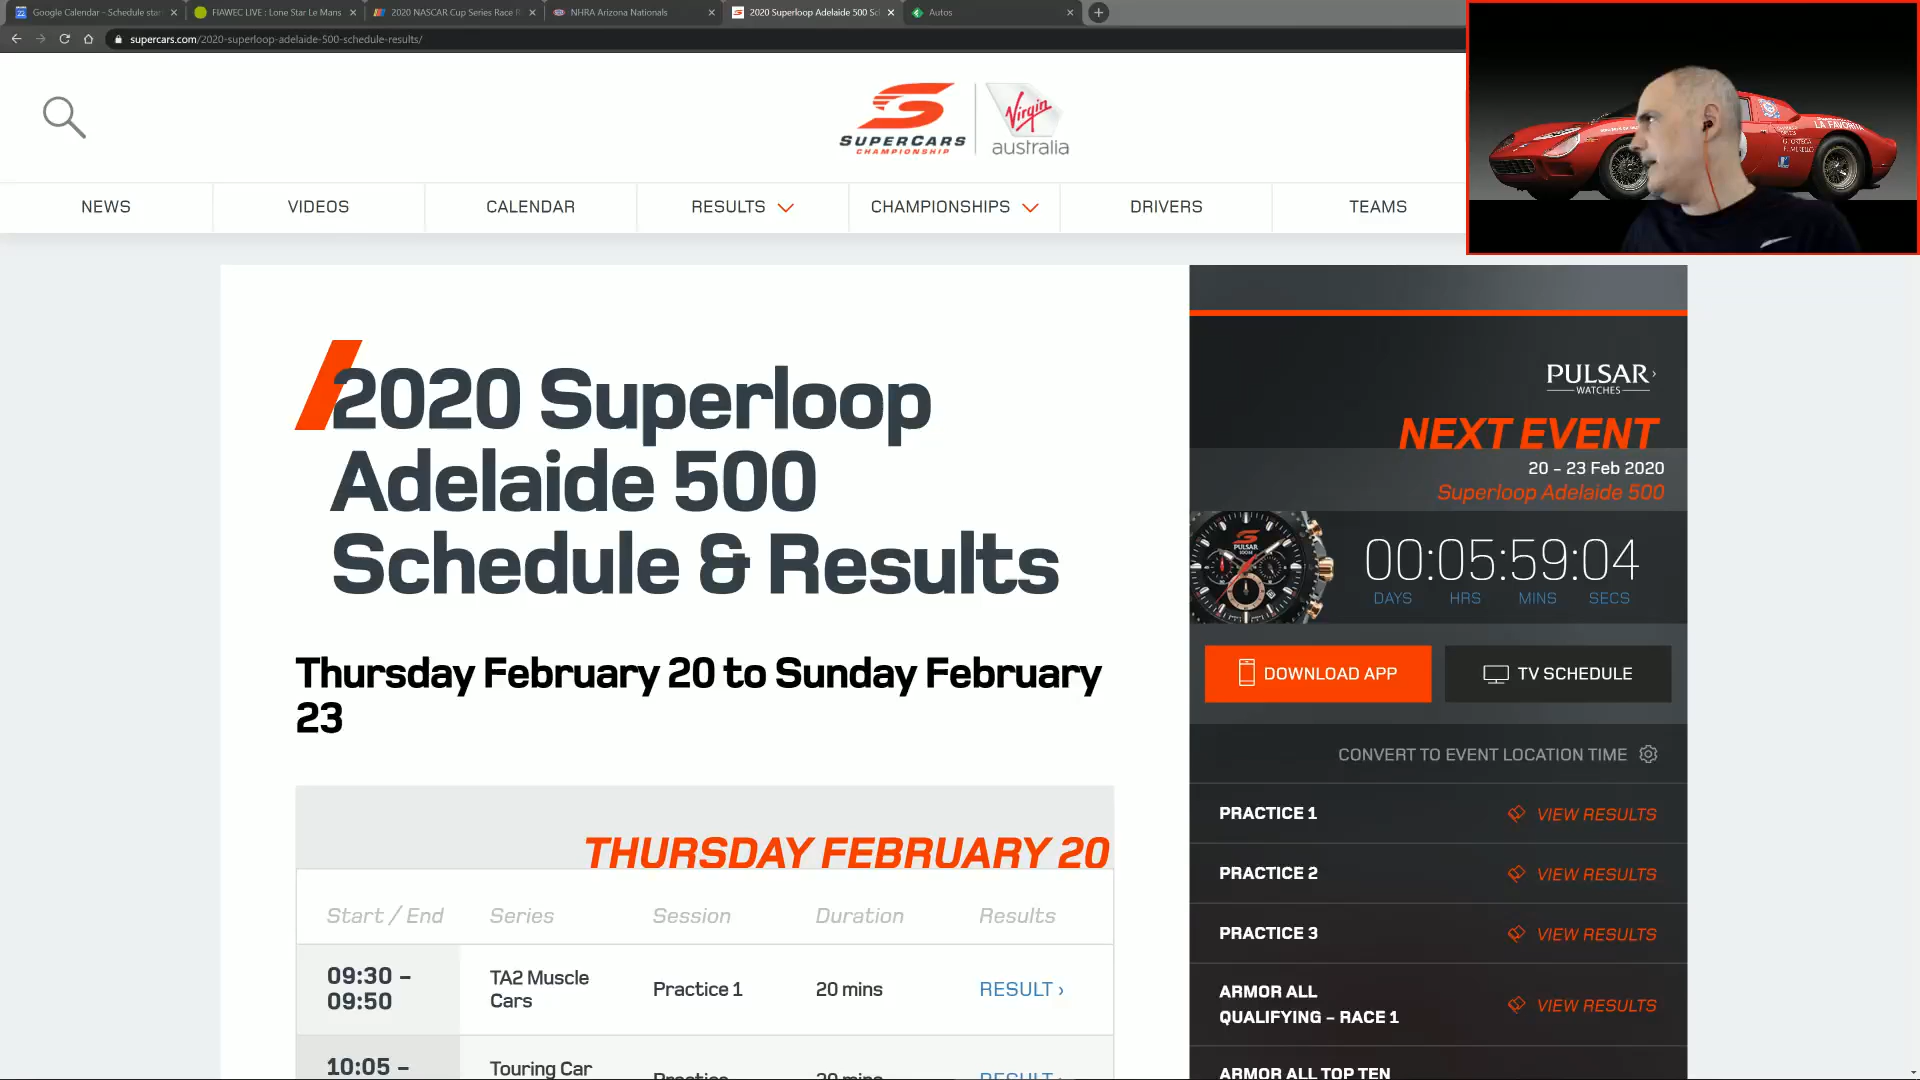 Google Calendar - Schedule star
FIAWEC LIVE : Lone Star Le Mans
2020 NASCAR Cup Series Race R
NHRA Arizona Nationals
2020 Superloop Adelaide 500 Sc
Autos
supercars.com/2020-superloop-adelaide-500-schedule-results/
SUPERCARS
CHAMPIONSHIP
Virgin
australia
NEWS
VIDEOS
CALENDAR
RESULTS
CHAMPIONSHIPS
DRIVERS
TEAMS
LA FAVORITA
2020 Superloop
Adelaide 500
Schedule & Results
Thursday February 20 to Sunday February
23
THURSDAY FEBRUARY 20
Start / End Series Session Duration Results
09:30 –
09:50
TA2 Muscle
Cars
Practice 1
20 mins
RESULT ›
10:05 –
Touring Car
Practice
20 mins
RESULT ›
PULSAR
WATCHES
NEXT EVENT
20 – 23 Feb 2020
Superloop Adelaide 500
PULSAR
00:05:59:04
DAYS HRS MINS SECS
DOWNLOAD APP
TV SCHEDULE
CONVERT TO EVENT LOCATION TIME
PRACTICE 1 VIEW RESULTS
PRACTICE 2 VIEW RESULTS
PRACTICE 3 VIEW RESULTS
ARMOR ALL
QUALIFYING – RACE 1
VIEW RESULTS
ARMOR ALL TOP TEN